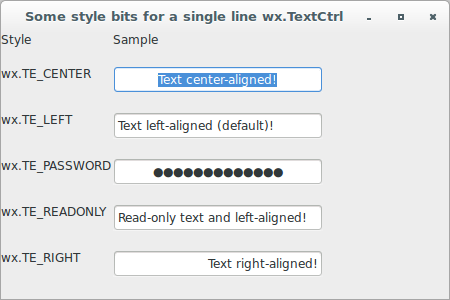 Some style bits for a single line wx.TextCtrl
Style Sample
wx.TE_CENTER Text center-aligned!
wx.TE_LEFT Text left-aligned (default)!
wx.TE_PASSWORD ●●●●●●●●●●●●●
wx.TE_READONLY Read-only text and left-aligned!
wx.TE_RIGHT Text right-aligned!